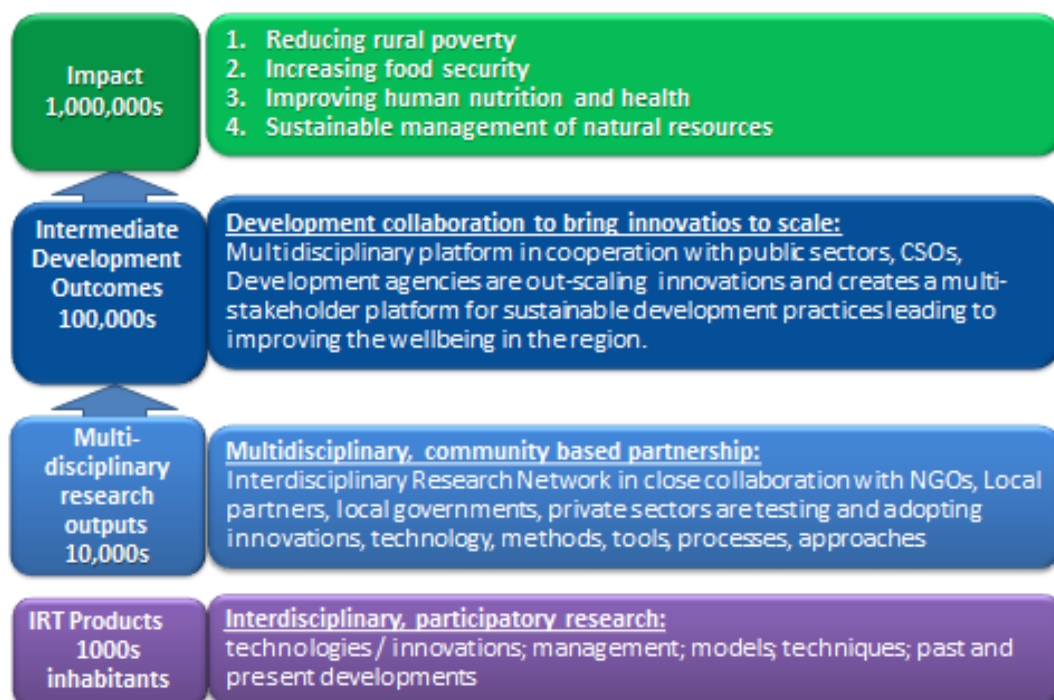 Impact
1,000,000s
1. Reducing rural poverty
2. Increasing food security
3. Improving human nutrition and health
4. Sustainable management of natural resources
Intermediate
Development
Outcomes
100,000s
Development collaboration to bring innovatios to scale:
Multidisciplinary platform in cooperation with public sectors, CSOs,
Development agencies are out-scaling innovations and creates a multi-
stakeholder platform for sustainable development practices leading to
improving the wellbeing in the region.
Multi-
disciplinary
research
outputs
10,000s
Multidisciplinary, community based partnership:
Interdisciplinary Research Network in close collaboration with NGOs, Local
partners, local governments, private sectors are testing and adopting
innovations, technology, methods, tools, processes, approaches
IRT Products
1000s
inhabitants
Interdisciplinary, participatory research:
technologies / innovations; management; models; techniques; past and
present developments